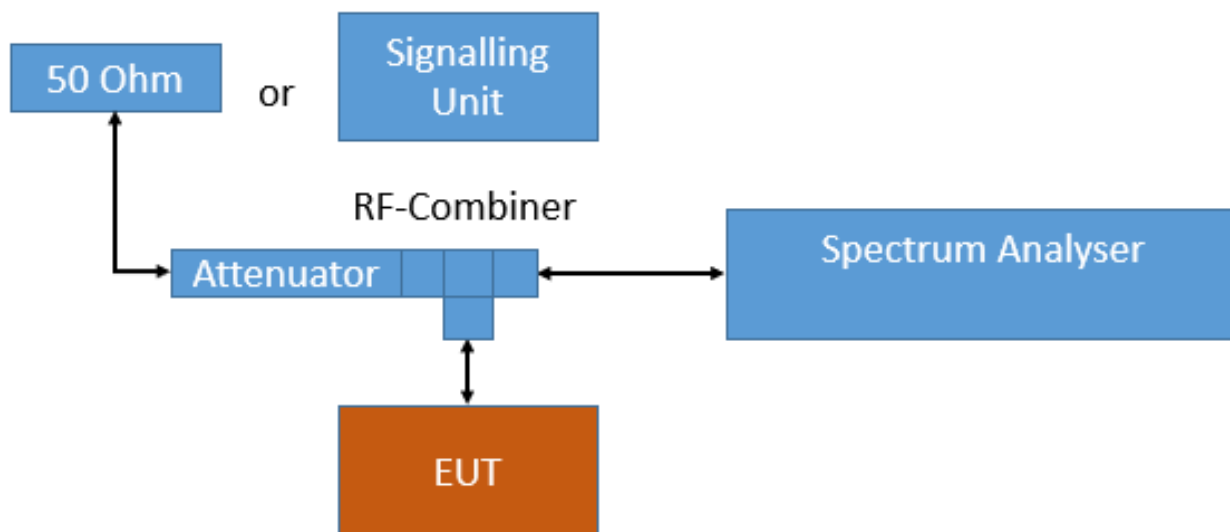 50 Ohm
or
Signalling
Unit
RF-Combiner
Attenuator
Spectrum Analyser
EUT